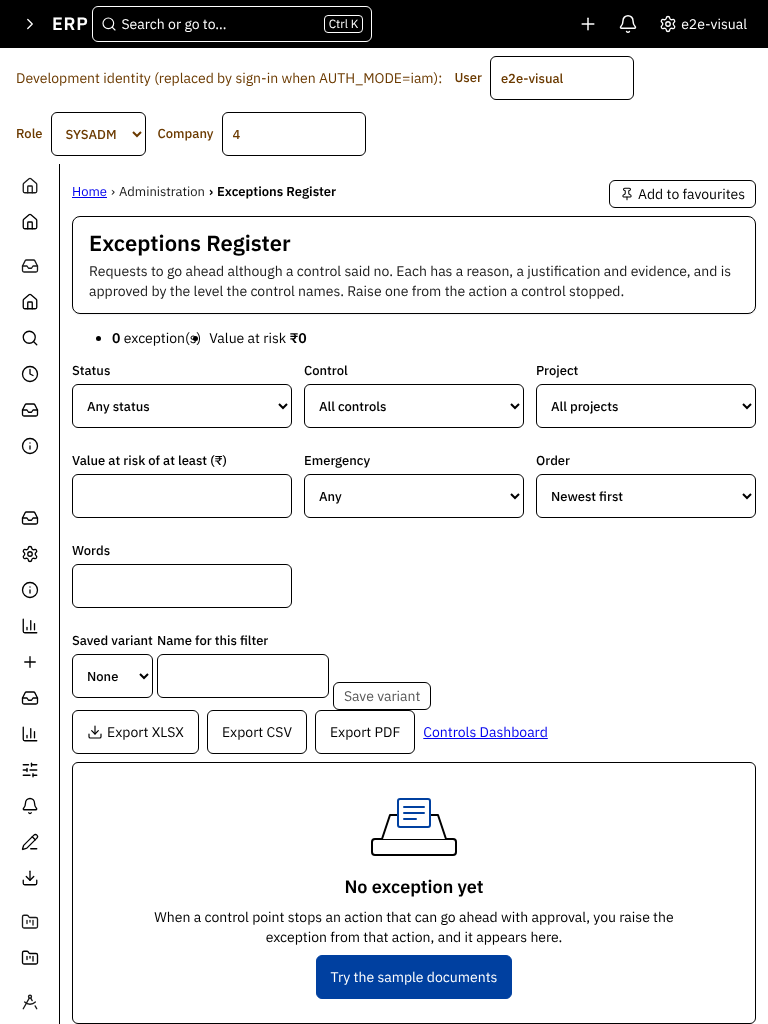 ERP
Search or go to...
Ctrl K
e2e-visual
Development identity (replaced by sign-in when AUTH_MODE=iam):
User
e2e-visual
Role
SYSADM
Company
4
Home › Administration › Exceptions Register
Add to favourites
Exceptions Register
Requests to go ahead although a control said no. Each has a reason, a justification and evidence, and is
approved by the level the control names. Raise one from the action a control stopped.
0 exception(s)
Value at risk ₹0
Status
Control
Project
Any status
All controls
All projects
Value at risk of at least (₹)
Emergency
Order
Any
Newest first
Words
Saved variant
Name for this filter
None
Save variant
Export XLSX
Export CSV
Export PDF
Controls Dashboard
No exception yet
When a control point stops an action that can go ahead with approval, you raise the
exception from that action, and it appears here.
Try the sample documents